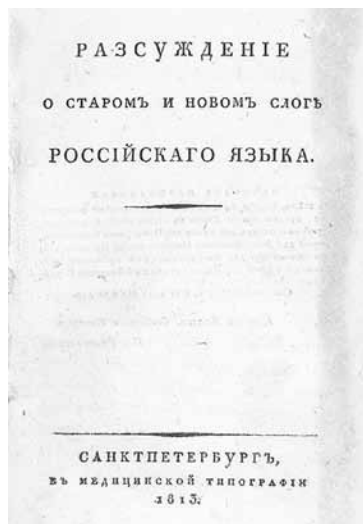 РАЗСУЖДЕНІЕ
О СТАРОМЪ И НОВОМЪ СЛОГѢ
РОССІЙСКАГО ЯЗЫКА.
САНКТПЕТЕРБУРГЪ,
ВЪ МЕДИЦИНСКОЙ ТИПОГРАФІИ
1813.